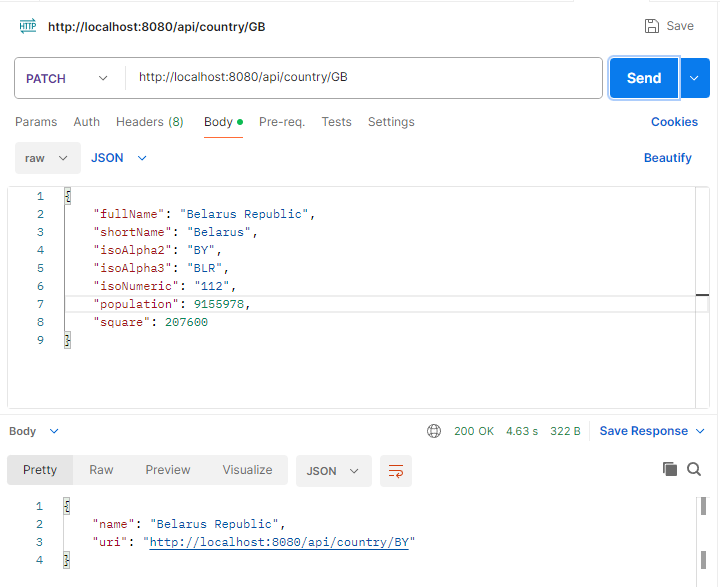 HTTP http://localhost:8080/api/country/GB Save
PATCH http://localhost:8080/api/country/GB Send
Params Auth Headers (8) Body Pre-req. Tests Settings Cookies
raw JSON Beautify
1 {
2 "fullName": "Belarus Republic",
3 "shortName": "Belarus",
4 "isoAlpha2": "BY",
5 "isoAlpha3": "BLR",
6 "isoNumeric": "112",
7 "population": 9155978,
8 "square": 207600
9 }
Body 200 OK 4.63 s 322 B Save Response
Pretty Raw Preview Visualize JSON
1 {
2 "name": "Belarus Republic",
3 "uri": "http://localhost:8080/api/country/BY"
4 }